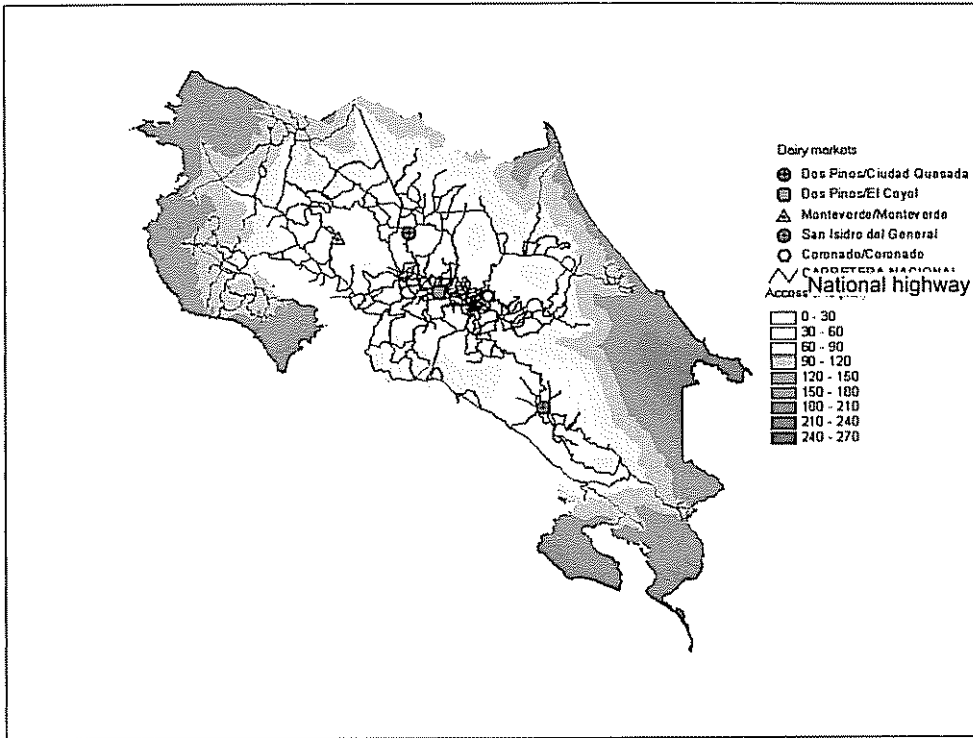 Dairy markets
Dos Pinos/Ciudad Quesada
Dos Pinos/El Coyol
Monteverde/Monteverde
San Isidro del General
Coronado/Coronado
CARRETERA NACIONAL
National highway
0 - 30
30 - 60
60 - 90
90 - 120
120 - 150
150 - 180
180 - 210
210 - 240
240 - 270